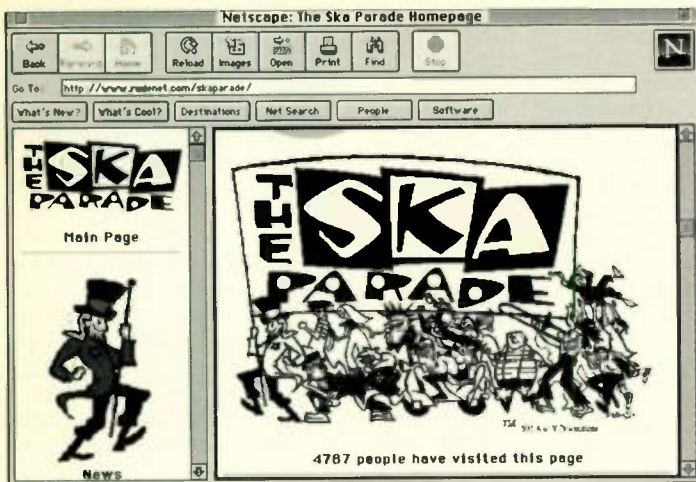 Netscape: The Ska Parade Homepage
Back Forward Home Reload Images Open Print Find Stop
N
Go To: http://www.rudenet.com/skaparade/
What's New? What's Cool? Destinations Net Search People Software
THE SKA PARADE
Main Page
News
THE SKA PARADE
TM
4787 people have visited this page